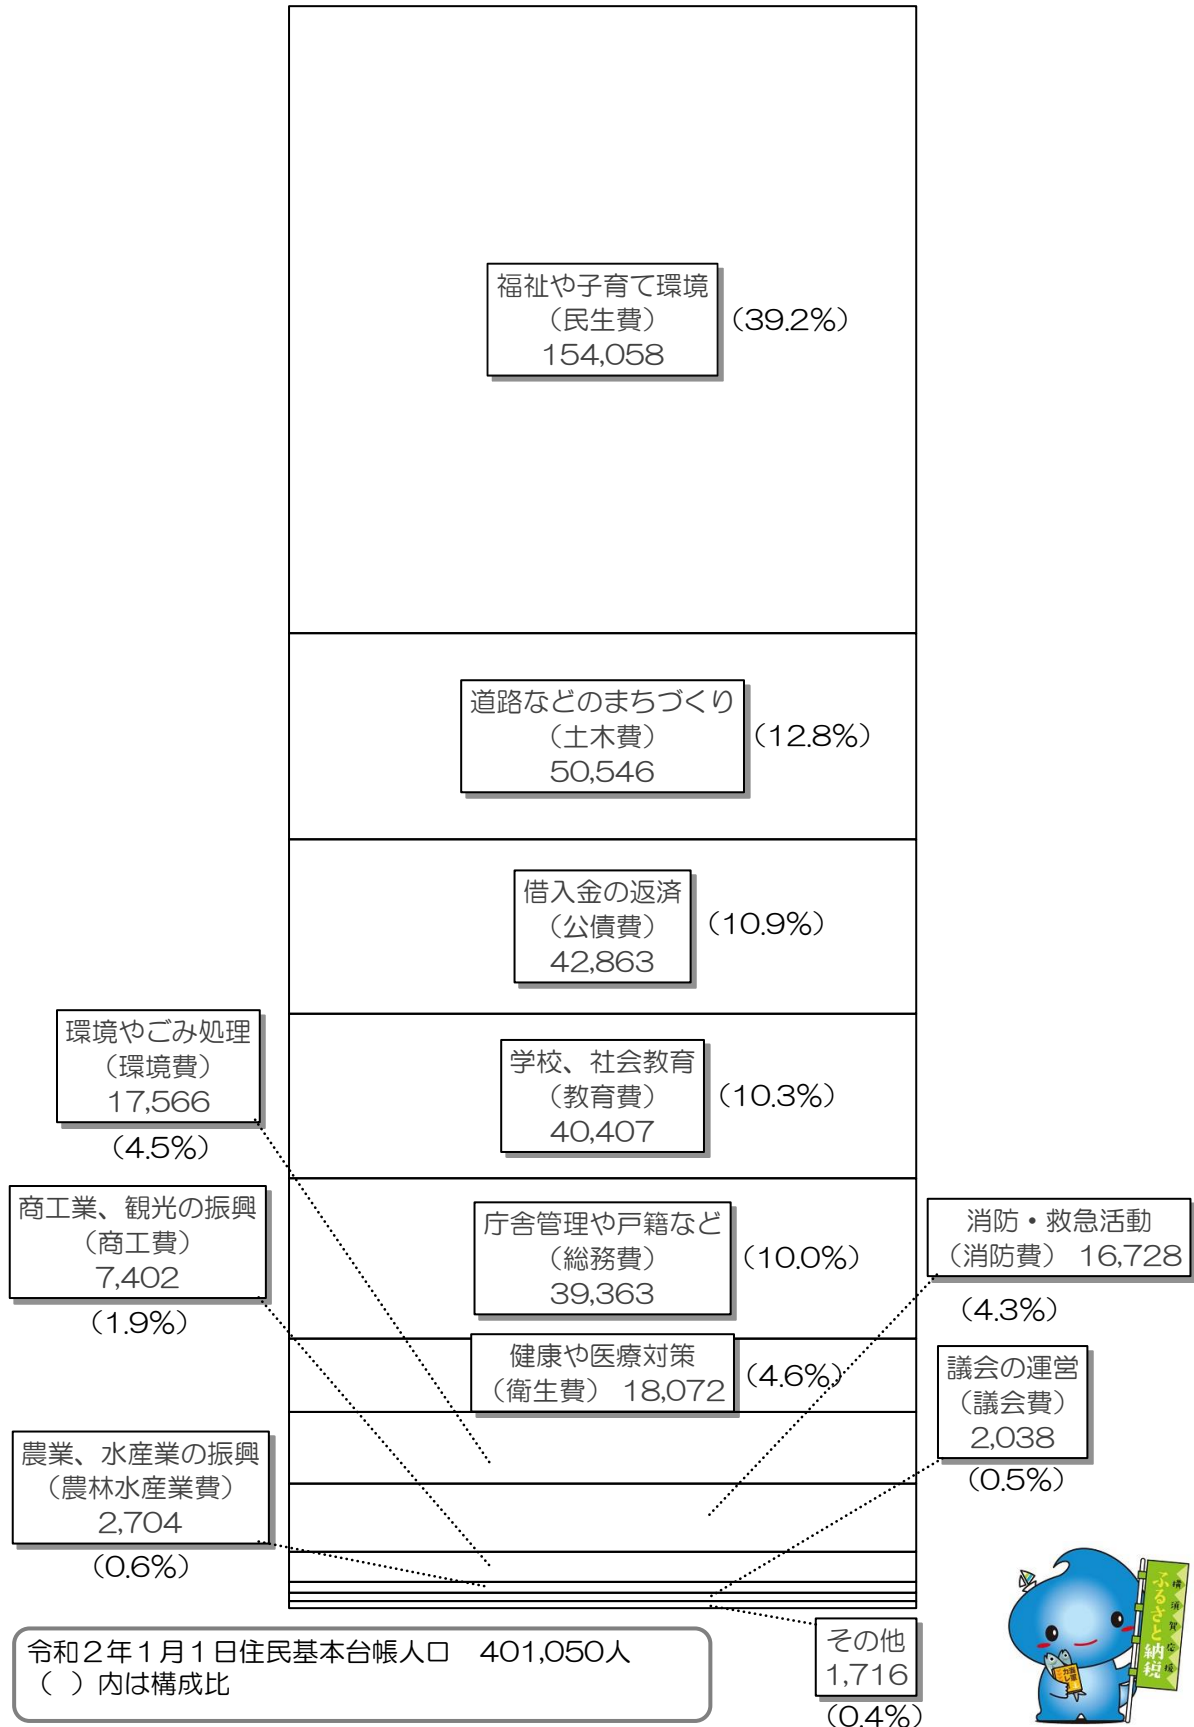 福祉や子育て環境
（民生費）
154,058
（39.2%）
道路などのまちづくり
（土木費）
50,546
（12.8%）
借入金の返済
（公債費）
42,863
（10.9%）
環境やごみ処理
（環境費）
17,566
（4.5%）
学校、社会教育
（教育費）
40,407
（10.3%）
商工業、観光の振興
（商工費）
7,402
（1.9%）
庁舎管理や戸籍など
（総務費）
39,363
（10.0%）
消防・救急活動
（消防費） 16,728
（4.3%）
健康や医療対策
（衛生費） 18,072
（4.6%）
議会の運営
（議会費）
2,038
（0.5%）
農業、水産業の振興
（農林水産業費）
2,704
（0.6%）
その他
1,716
（0.4%）
令和２年１月１日住民基本台帳人口　401,050人
（　）内は構成比
横須賀応援
ふるさと納税